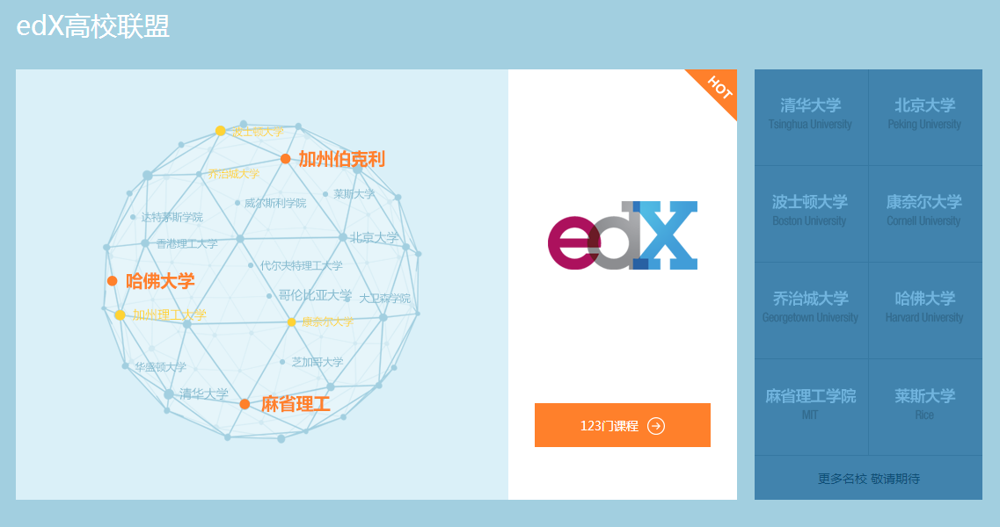 edX高校联盟
波士顿大学
加州伯克利
乔治城大学
莱斯大学
威尔斯利学院
达特茅斯学院
北京大学
香港理工大学
代尔夫特理工大学
哈佛大学
哥伦比亚大学
大卫森学院
加州理工大学
康奈尔大学
芝加哥大学
华盛顿大学
清华大学
麻省理工
HOT
edX
123门课程
清华大学
Tsinghua University
北京大学
Peking University
波士顿大学
Boston University
康奈尔大学
Cornell University
乔治城大学
Georgetown University
哈佛大学
Harvard University
麻省理工学院
MIT
莱斯大学
Rice
更多名校 敬请期待